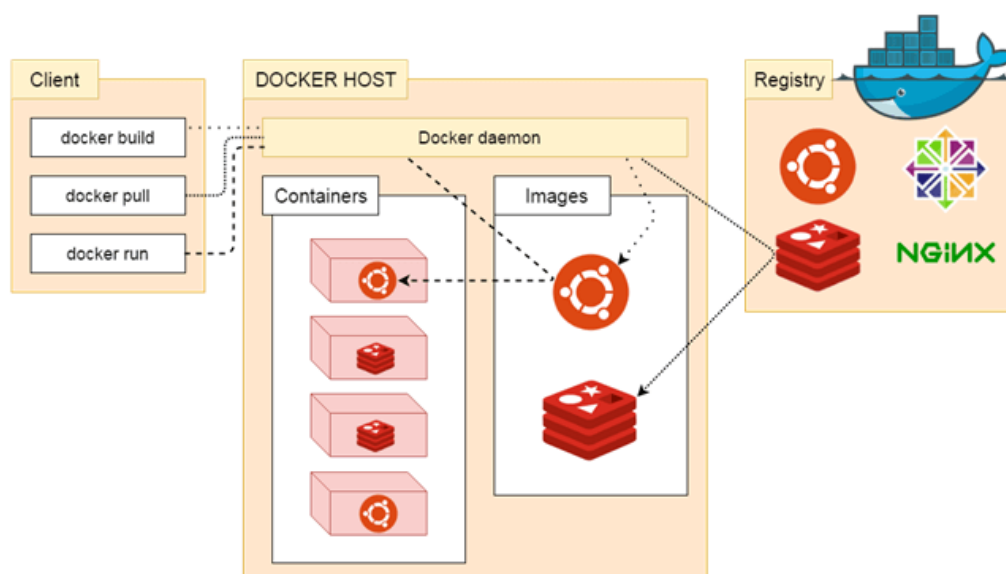 Client
docker build
docker pull
docker run
DOCKER HOST
Docker daemon
Containers
Images
Registry
NGiNX